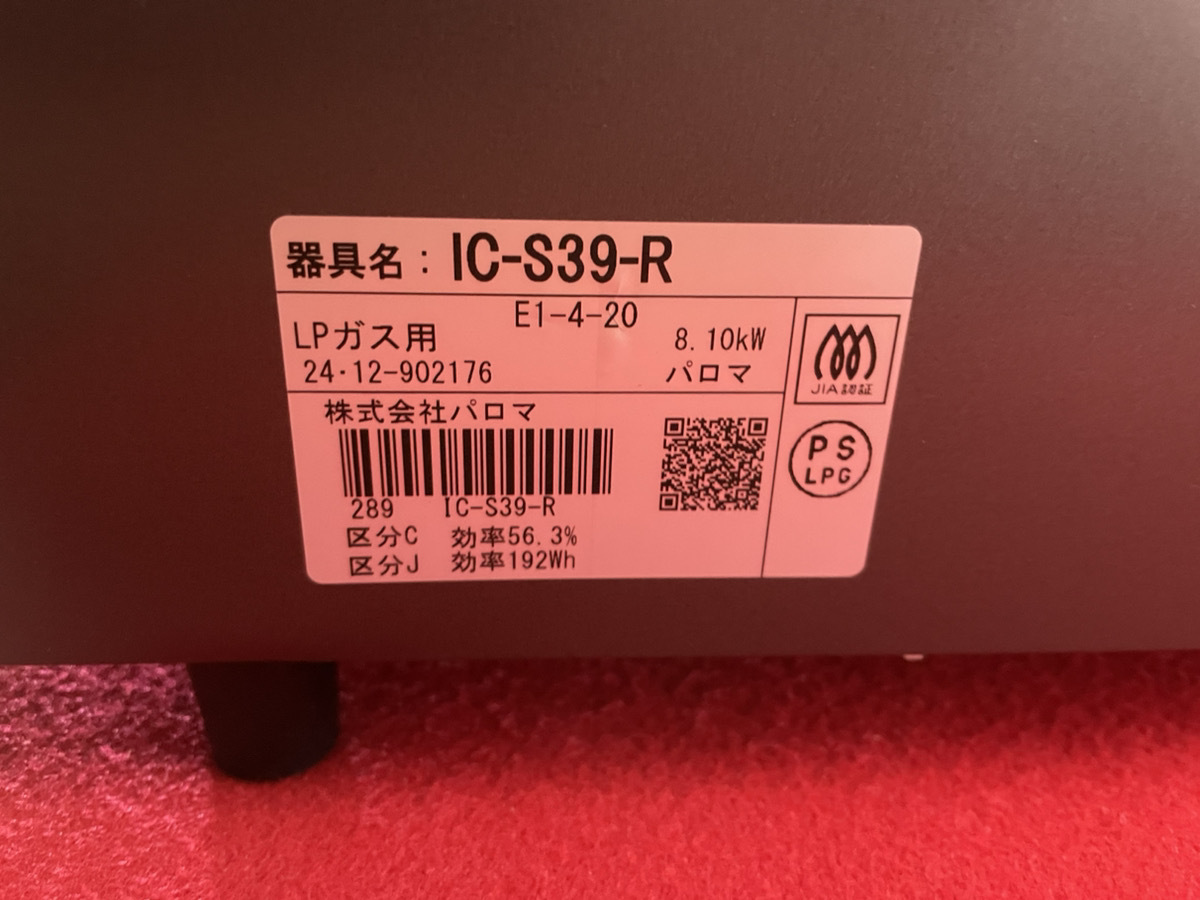 器具名：IC-S39-R
E1-4-20
LPガス用 8.10kW
24･12-902176 パロマ
JIA認証
株式会社パロマ
PS
LPG
289 IC-S39-R
区分C 効率56.3%
区分J 効率192Wh